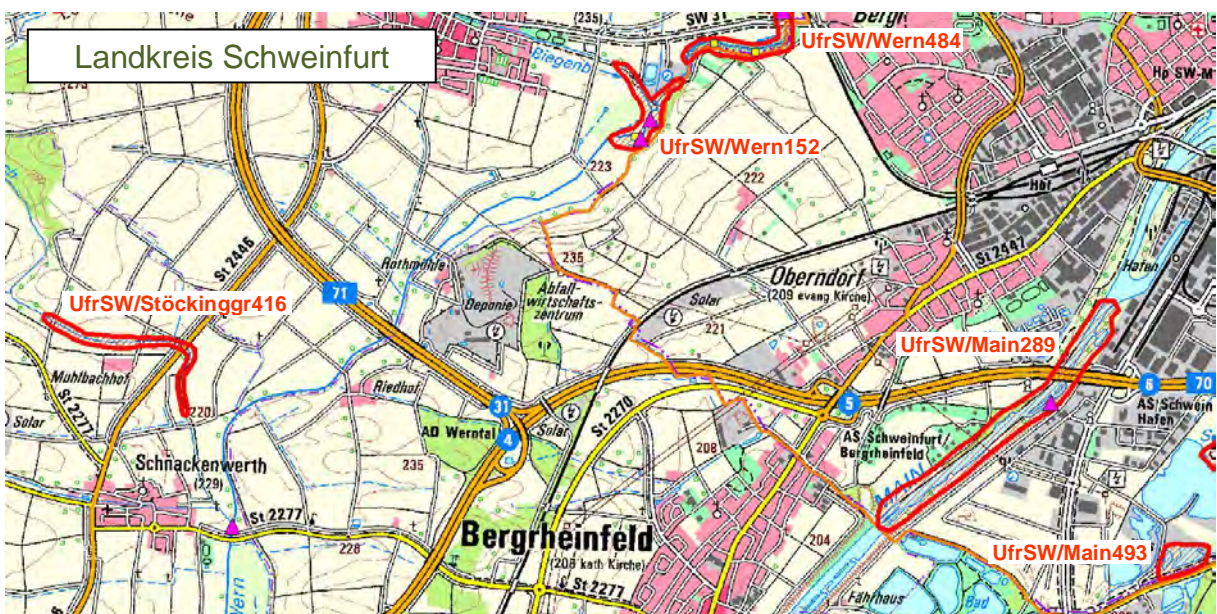 Landkreis Schweinfurt
(235)
SW 31
Bergl
UfrSW/Wern484
Biegenb
Hp SW-M
UfrSW/Wern152
223
222
Hof
St 2446
235
St 2447
Hafen
71
Rothmühle
Deponie
Abfall-
wirtschafts-
zentrum
Oberndorf
(209 evang Kirche)
Solar
221
UfrSW/Stöckinggr416
UfrSW/Main289
Mühlbachhof
Riedhof
220
Solar
St 2277
31
4
AD Werntal
Solar
St 2270
5
6
70
AS Schwein
Hafen
AS Schweinfurt/
Bergrheinfeld
208
Schnackenwerth
(229)
235
MAIN
St 2277
228
Bergrheinfeld
(208 kath Kirche)
St 2277
204
UfrSW/Main493
Wern
Fährhaus
Bad